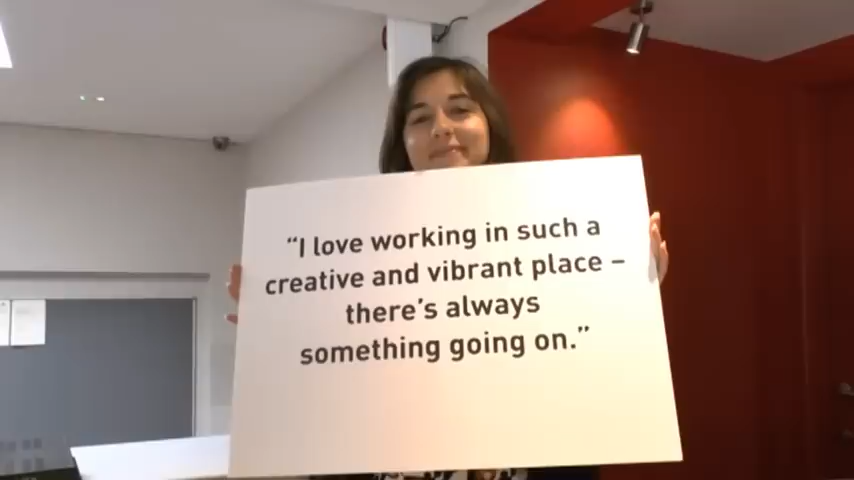 “I love working in such a
creative and vibrant place –
there’s always
something going on.”